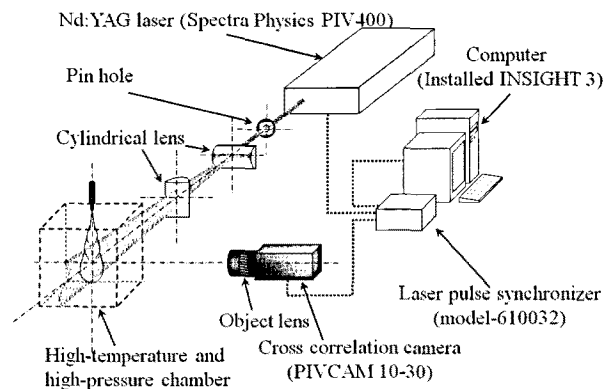 Nd:YAG laser (Spectra Physics PIV400)
Computer
(Installed INSIGHT 3)
Pin hole
Cylindrical lens
Laser pulse synchronizer
(model-610032)
Object lens
High-temperature and
high-pressure chamber
Cross correlation camera
(PIVCAM 10-30)